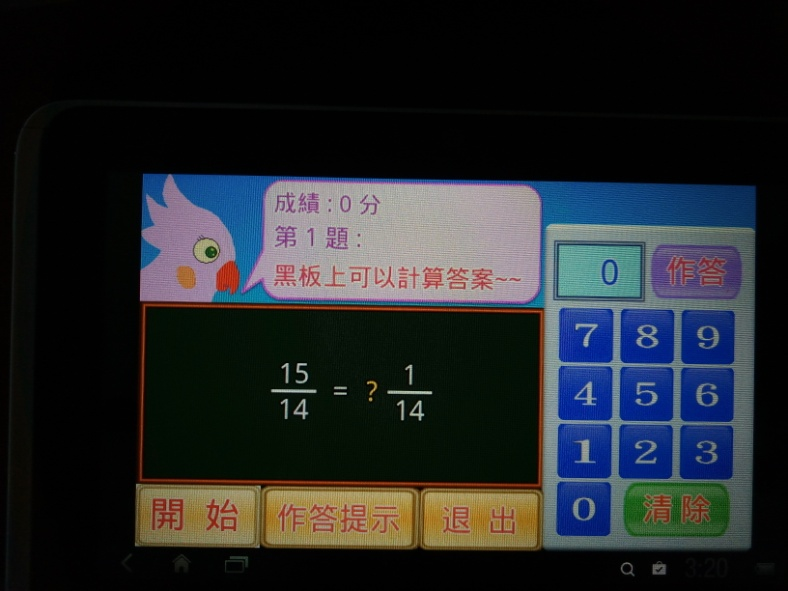 成績:0 分
第 1 題:
黑板上可以計算答案~~
0 作答
7 8 9
15/14 = ? 1/14
4 5 6
1 2 3
0 清除
開 始 作答提示 退 出
3:20